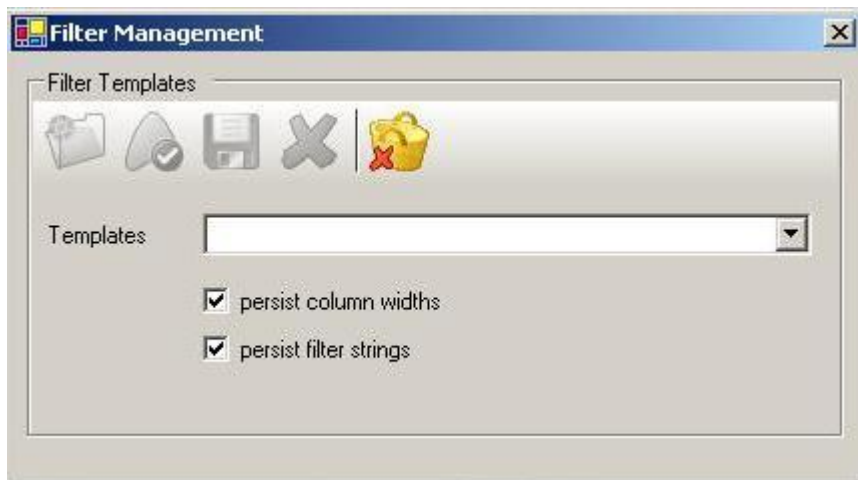 Filter Management
Filter Templates
Templates
persist column widths
persist filter strings